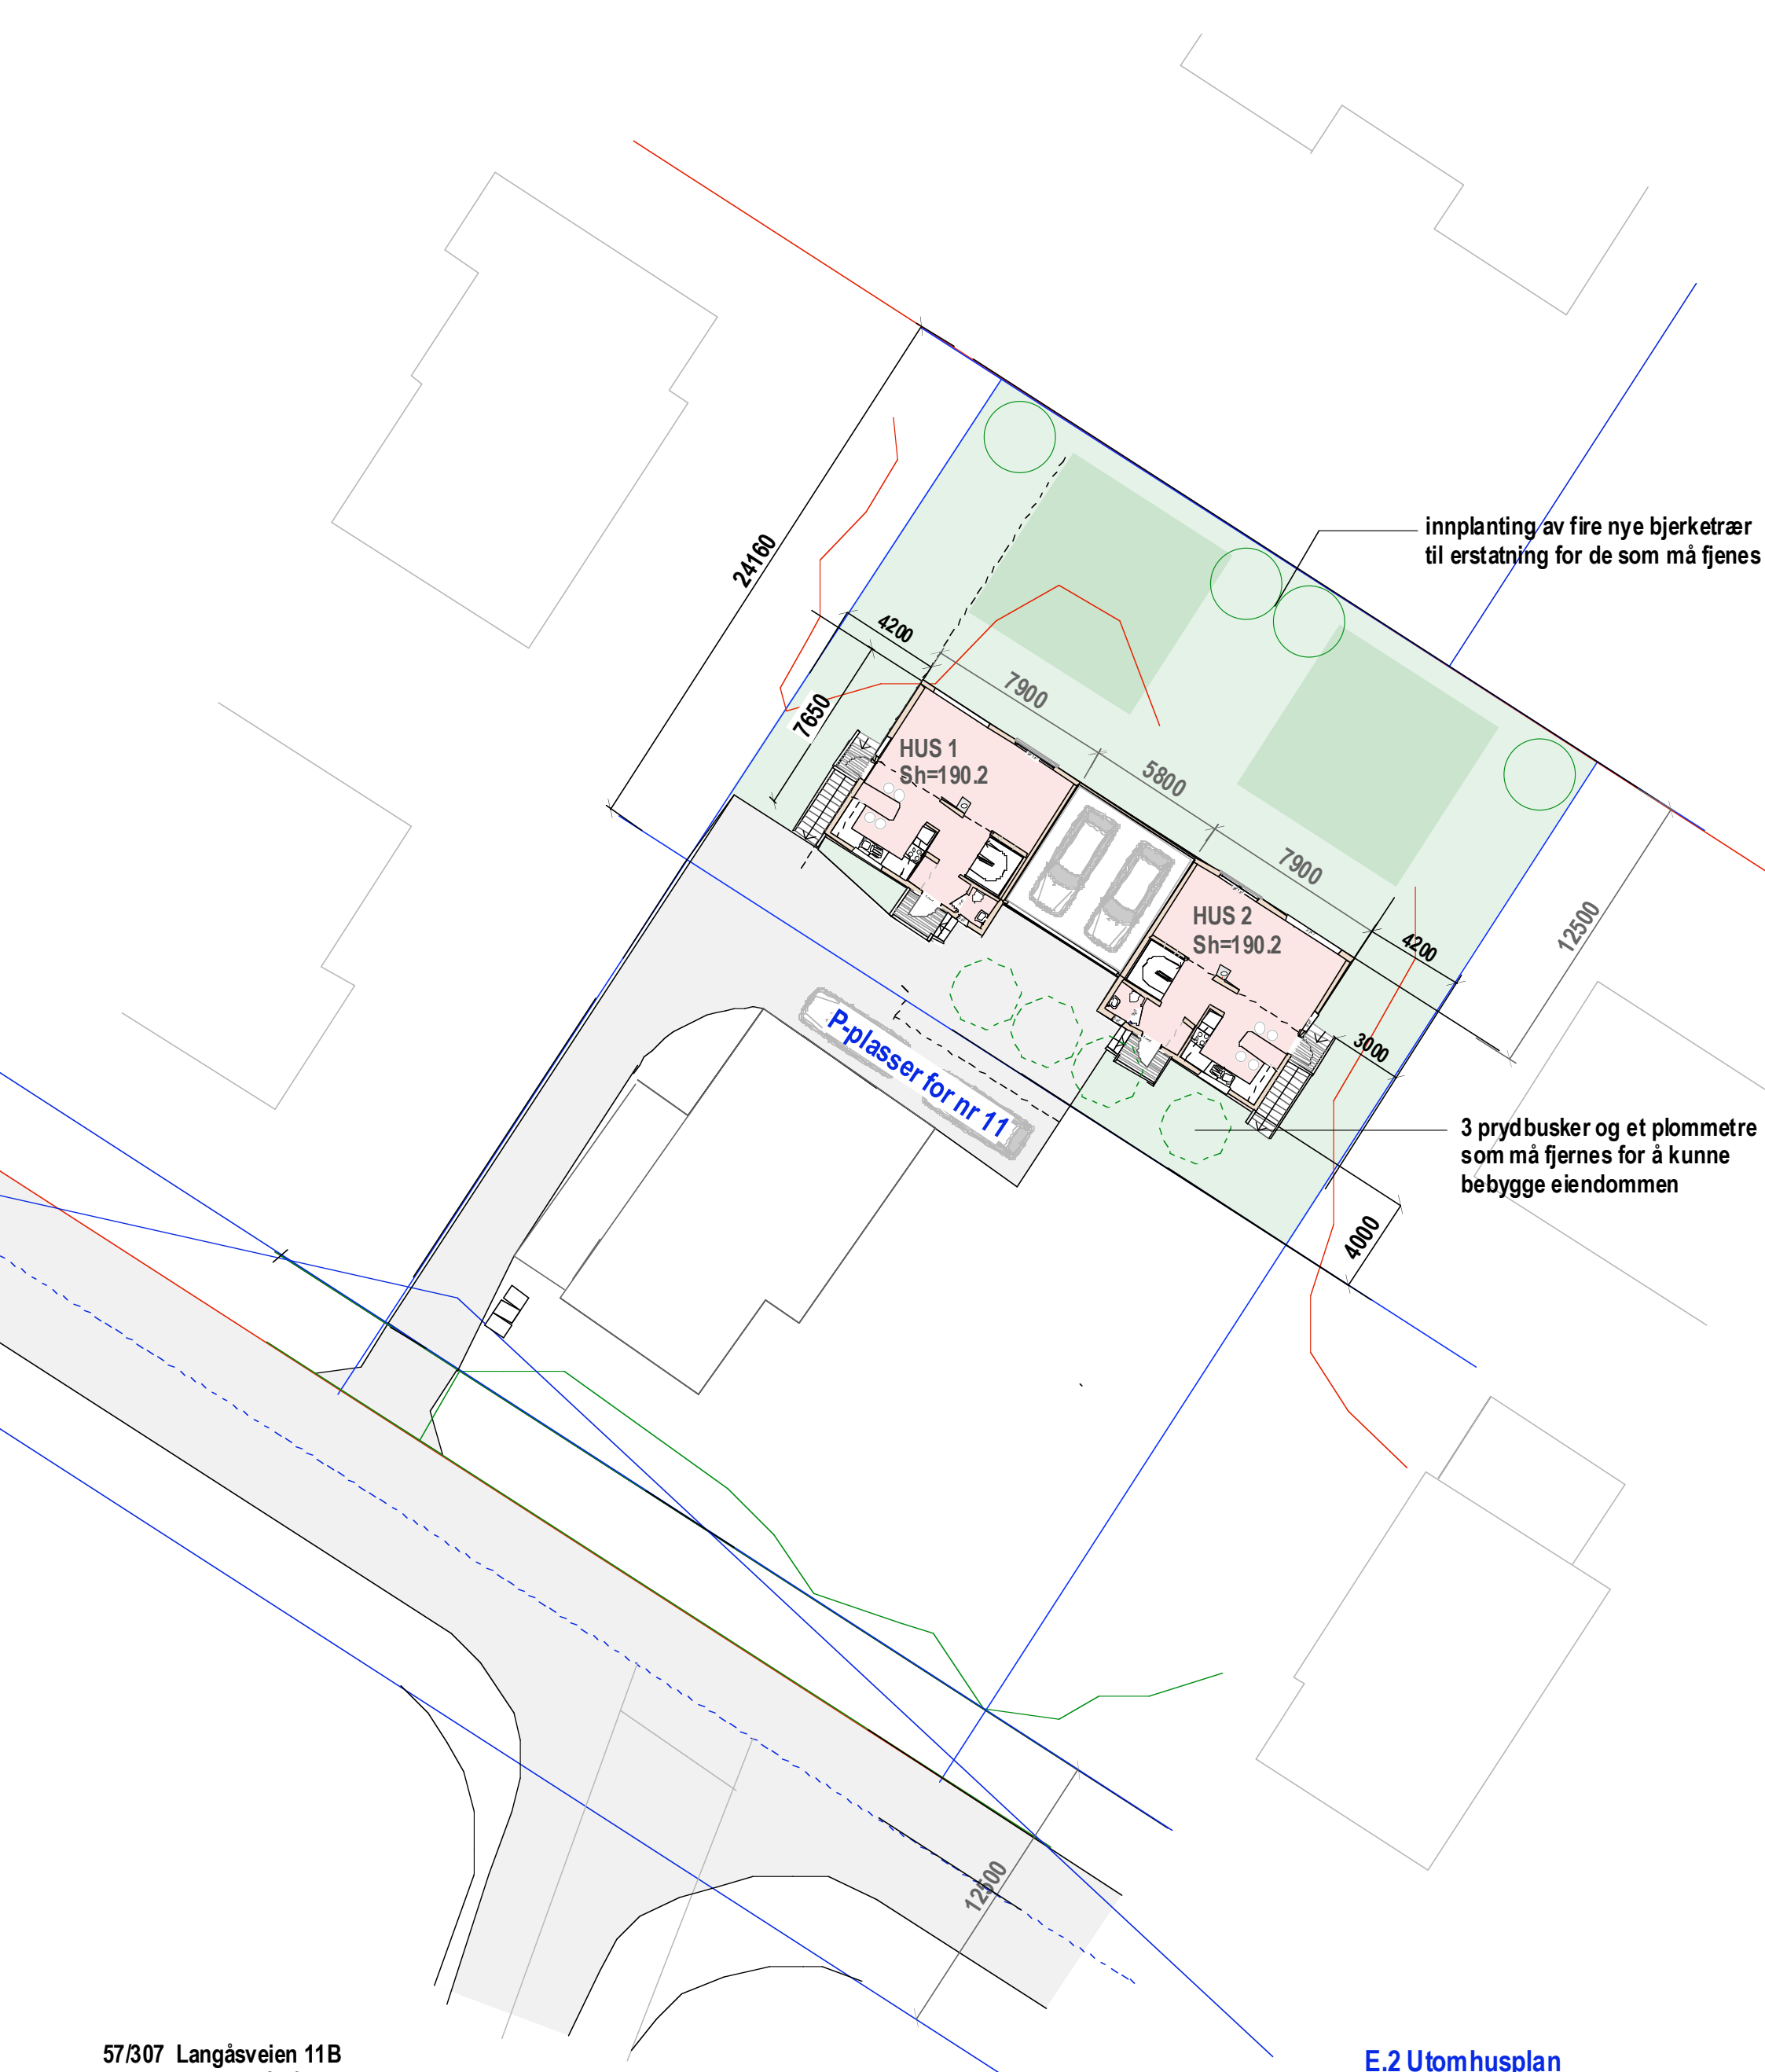 innplanting av fire nye bjerketrær
til erstatning for de som må fjenes
24160
4200
7650
7900
HUS 1
Sh=190.2
5800
7900
HUS 2
Sh=190.2
4200
12500
3000
P-plasser for nr 11
3 prydbusker og et plommetre
som må fjernes for å kunne
bebygge eiendommen
4000
12500
57/307 Langåsveien 11B
E.2 Utomhusplan